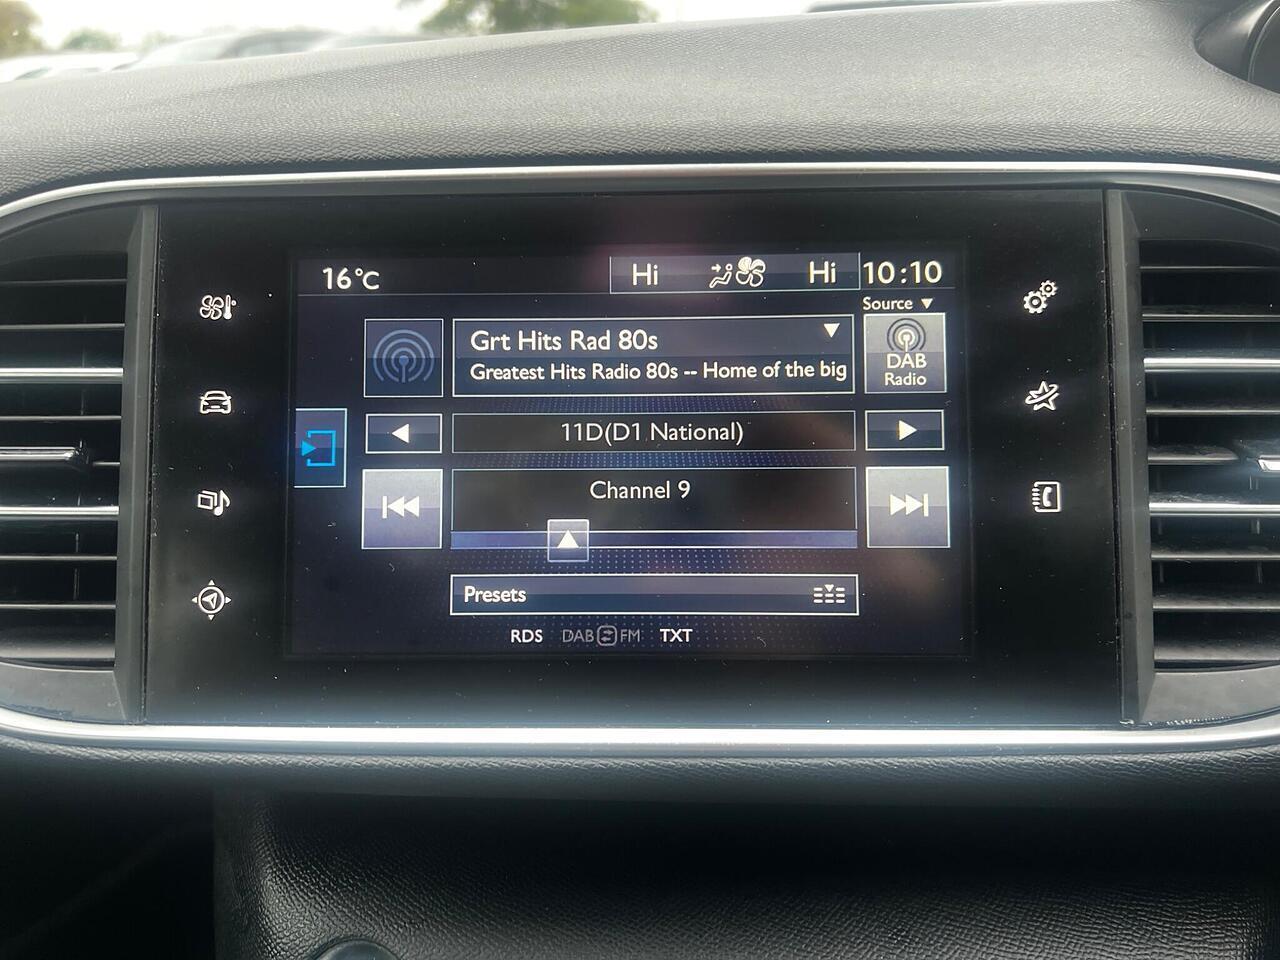 16°C Hi Hi 10:10
Source ▼
Grt Hits Rad 80s
Greatest Hits Radio 80s -- Home of the big
DAB
Radio
11D(D1 National)
Channel 9
Presets
RDS DAB FM TXT